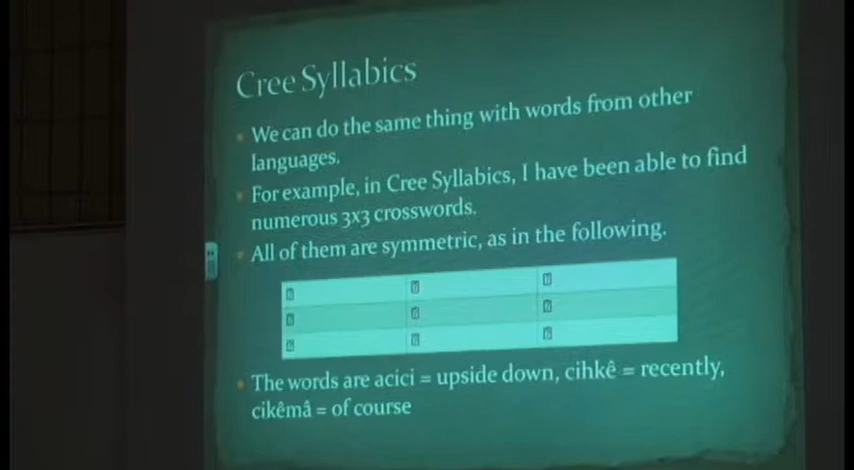 Cree Syllabics
We can do the same thing with words from other
languages.
For example, in Cree Syllabics, I have been able to find
numerous 3x3 crosswords.
All of them are symmetric, as in the following.
The words are acici = upside down, cihkê = recently,
cikêmâ = of course